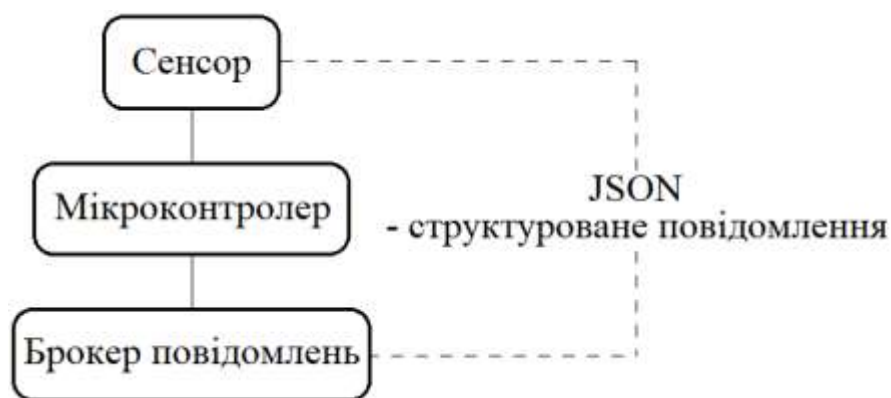 Сенсор
Мікроконтролер
JSON
- структуроване повідомлення
Брокер повідомлень